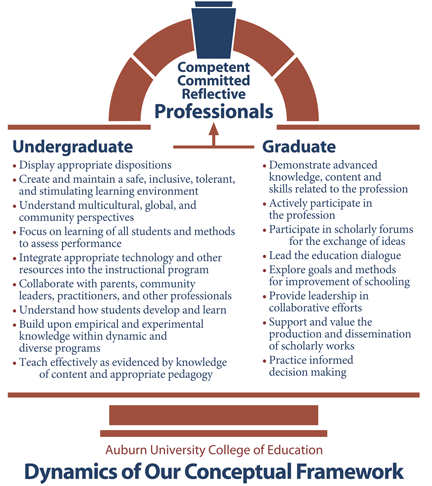 Competent
Committed
Reflective
Professionals
Undergraduate
• Display appropriate dispositions
• Create and maintain a safe, inclusive, tolerant,
and stimulating learning environment
• Understand multicultural, global, and
community perspectives
• Focus on learning of all students and methods
to assess performance
• Integrate appropriate technology and other
resources into the instructional program
• Collaborate with parents, community
leaders, practitioners, and other professionals
• Understand how students develop and learn
• Build upon empirical and experimental
knowledge within dynamic and
diverse programs
• Teach effectively as evidenced by knowledge
of content and appropriate pedagogy
Graduate
• Demonstrate advanced
knowledge, content and
skills related to the profession
• Actively participate in
the profession
• Participate in scholarly forums
for the exchange of ideas
• Lead the education dialogue
• Explore goals and methods
for improvement of schooling
• Provide leadership in
collaborative efforts
• Support and value the
production and dissemination
of scholarly works
• Practice informed
decision making
Auburn University College of Education
Dynamics of Our Conceptual Framework